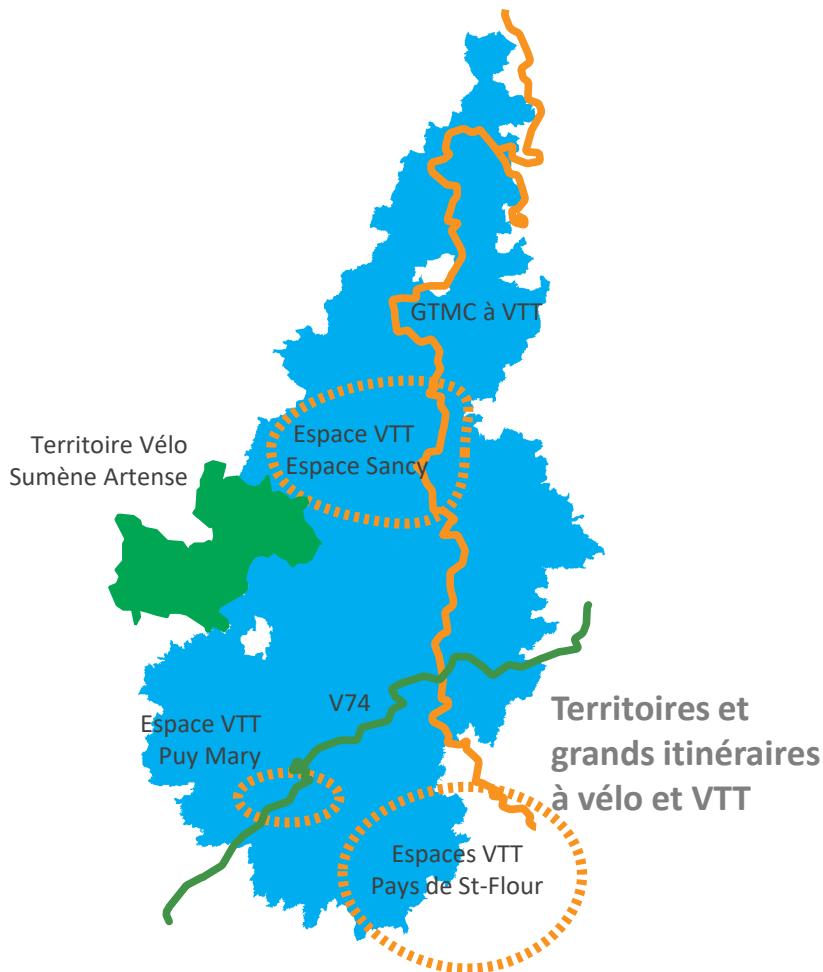 GTMC à VTT
Espace VTT
Espace Sancy
Territoire Vélo
Sumène Artense
V74
Espace VTT
Puy Mary
Territoires et
grands itinéraires
à vélo et VTT
Espaces VTT
Pays de St-Flour